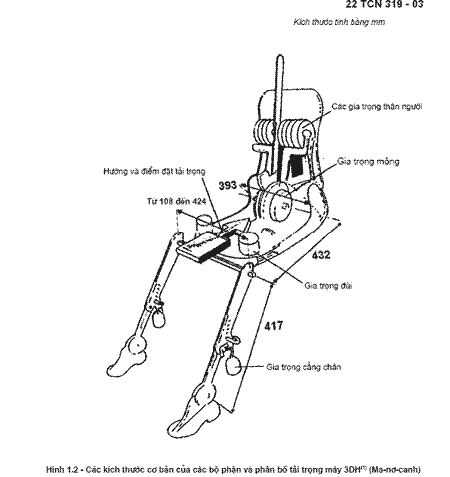 22 TCN 319 - 03
Kích thước tính bằng mm
Các gia trọng thân người
Gia trọng mông
Hướng và điểm đặt tải trọng
393
Từ 108 đến 424
432
Gia trọng đùi
417
Gia trọng cẳng chân
Hình 1.2 - Các kích thước cơ bản của các bộ phận và phân bố tải trọng máy 3DH(*) (Ma-nơ-canh)